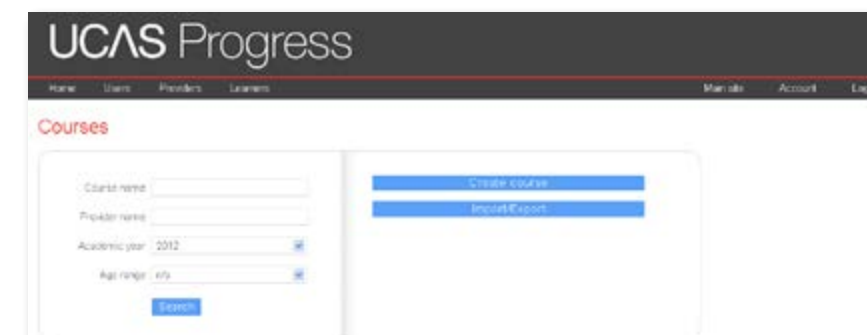 UCAS Progress
Home Users Providers Learners Main site Account Log
Courses
Course name
Provider name
Academic year 2012
Age range n/a
Search
Create course
Import/Export